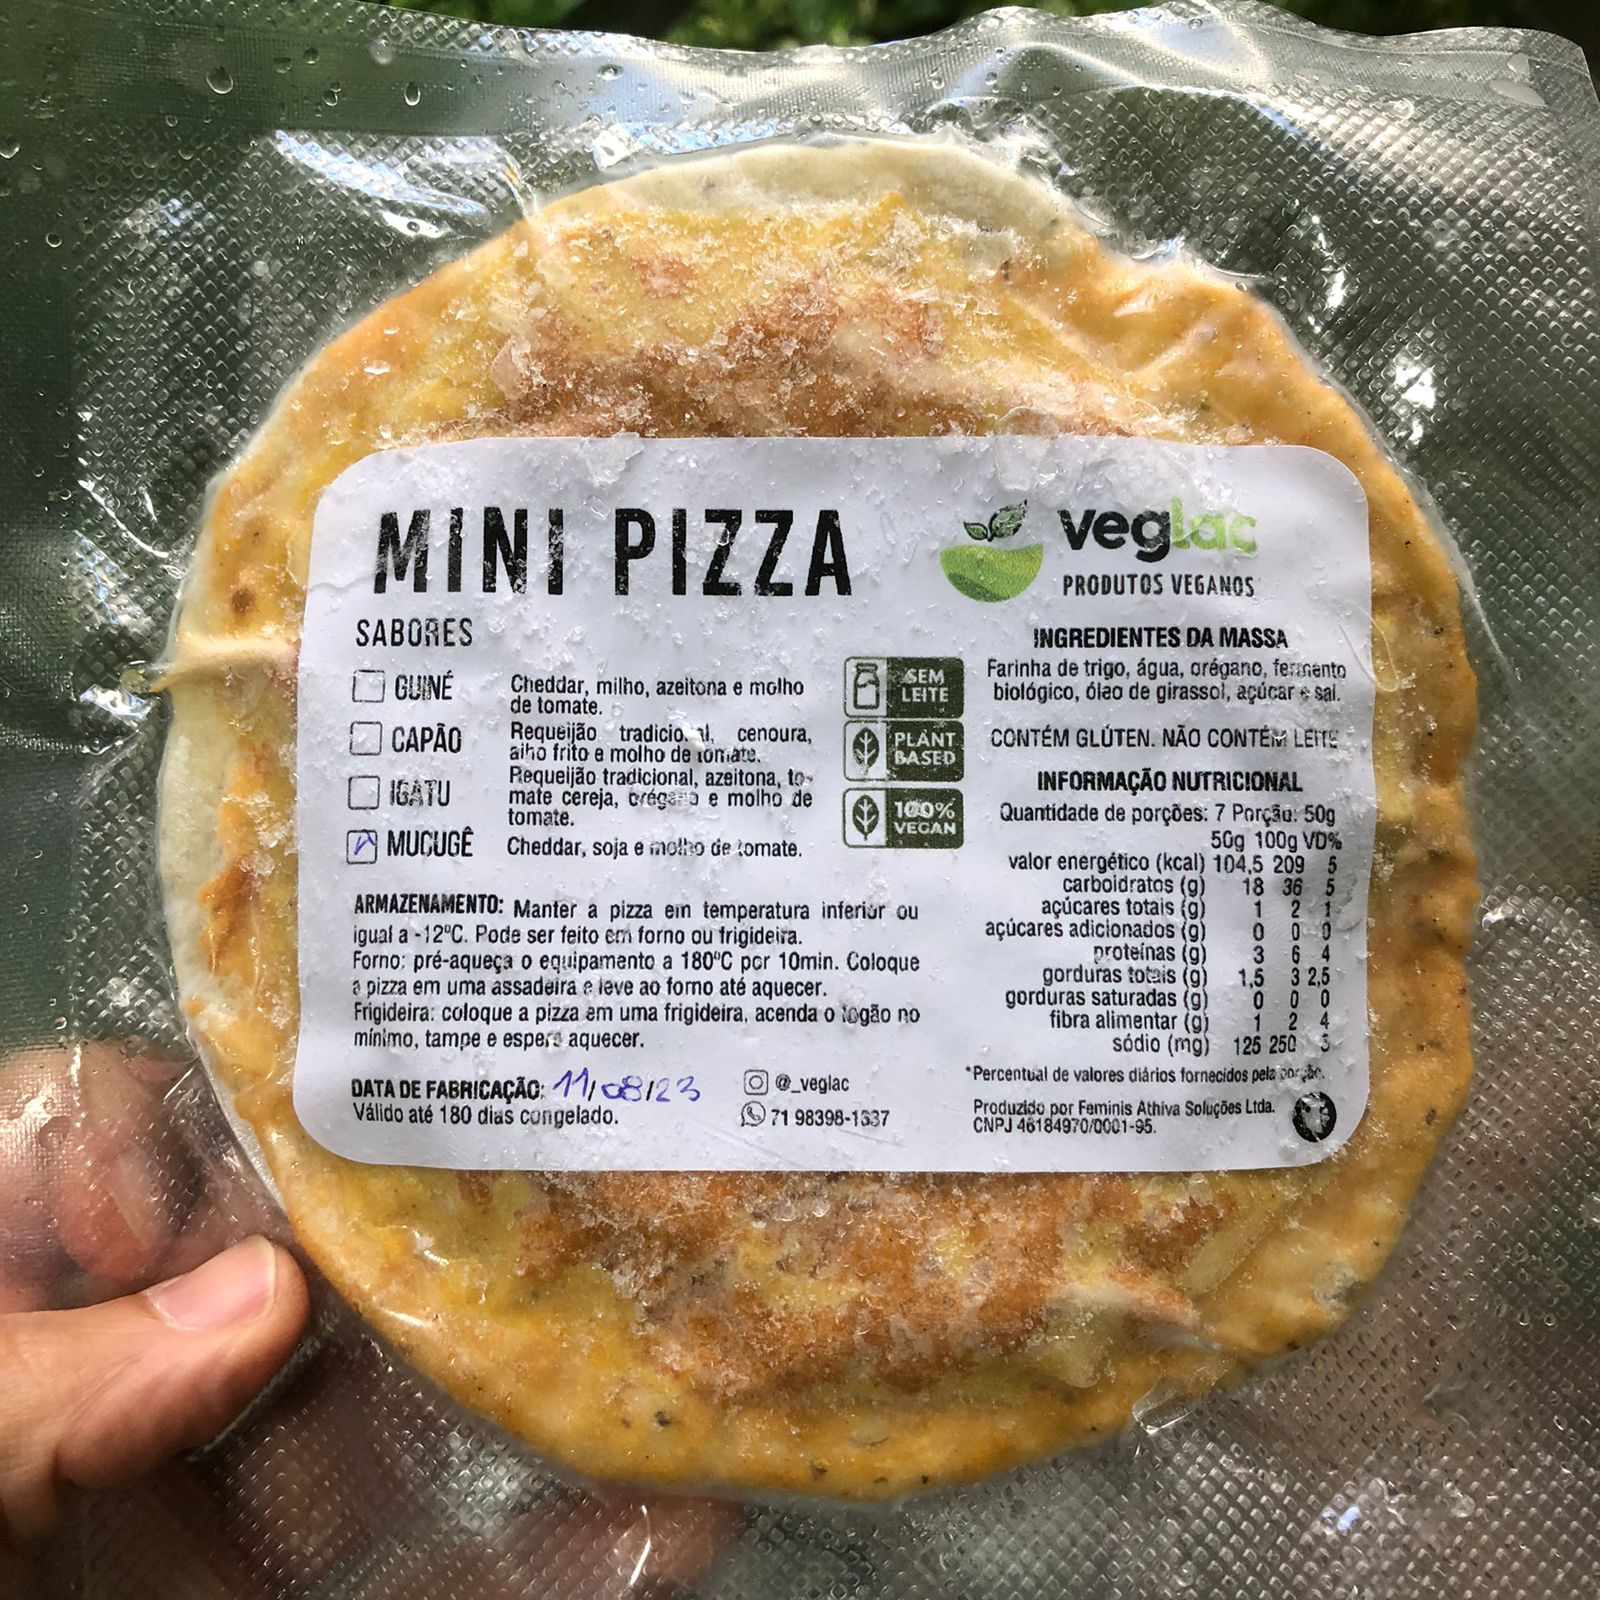 MINI PIZZA
veglac
PRODUTOS VEGANOS
SABORES
GUINÉ
Cheddar, milho, azeitona e molho
de tomate.
CAPÃO
Requeijão tradicional, cenoura,
alho frito e molho de tomate.
IGATU
Requeijão tradicional, azeitona, to-
mate cereja, orégano e molho de
tomate.
MUCUGÊ
Cheddar, soja e molho de tomate.
SEM
LEITE
PLANT
BASED
100%
VEGAN
INGREDIENTES DA MASSA
Farinha de trigo, água, orégano, fermento
biológico, óleo de girassol, açúcar e sal.
CONTÉM GLÚTEN. NÃO CONTÉM LEITE
INFORMAÇÃO NUTRICIONAL
Quantidade de porções: 7 Porção: 50g
50g 100g VD%
valor energético (kcal) 104,5 209 5
carboidratos (g) 18 36 5
açúcares totais (g) 1 2 1
açúcares adicionados (g) 0 0 0
proteínas (g) 3 6 4
gorduras totais (g) 1,5 3 2,5
gorduras saturadas (g) 0 0 0
fibra alimentar (g) 1 2 4
sódio (mg) 125 250
*Percentual de valores diários fornecidos pela porção.
Produzido por Feminis Athiva Soluções Ltda.
CNPJ 46184970/0001-95.
ARMAZENAMENTO: Manter a pizza em temperatura inferior ou
igual a -12ºC. Pode ser feito em forno ou frigideira.
Forno: pré-aqueça o equipamento a 180ºC por 10min. Coloque
a pizza em uma assadeira e leve ao forno até aquecer.
Frigideira: coloque a pizza em uma frigideira, acenda o fogão no
mínimo, tampe e espere aquecer.
DATA DE FABRICAÇÃO: 11/08/23
Válido até 180 dias congelado.
@_veglac
71 98398-1337